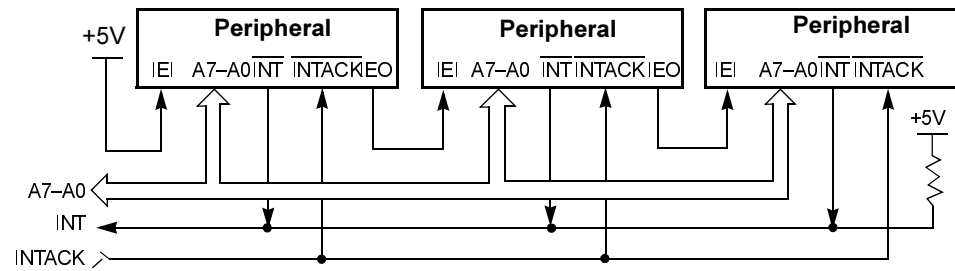 Peripheral Peripheral Peripheral
+5V
IEI A7–A0 INT INTACK IEO IEI A7–A0 INT INTACK IEO IEI A7–A0 INT INTACK
+5V
A7–A0
INT
INTACK